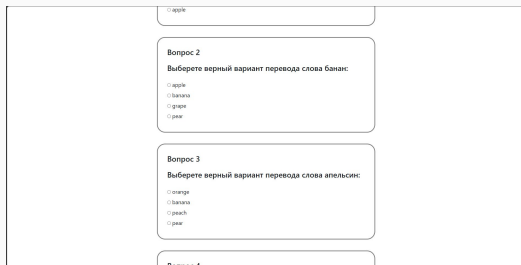 apple
Вопрос 2
Выберете верный вариант перевода слова банан:
apple
banana
grape
pear
Вопрос 3
Выберете верный вариант перевода слова апельсин:
orange
banana
peach
pear